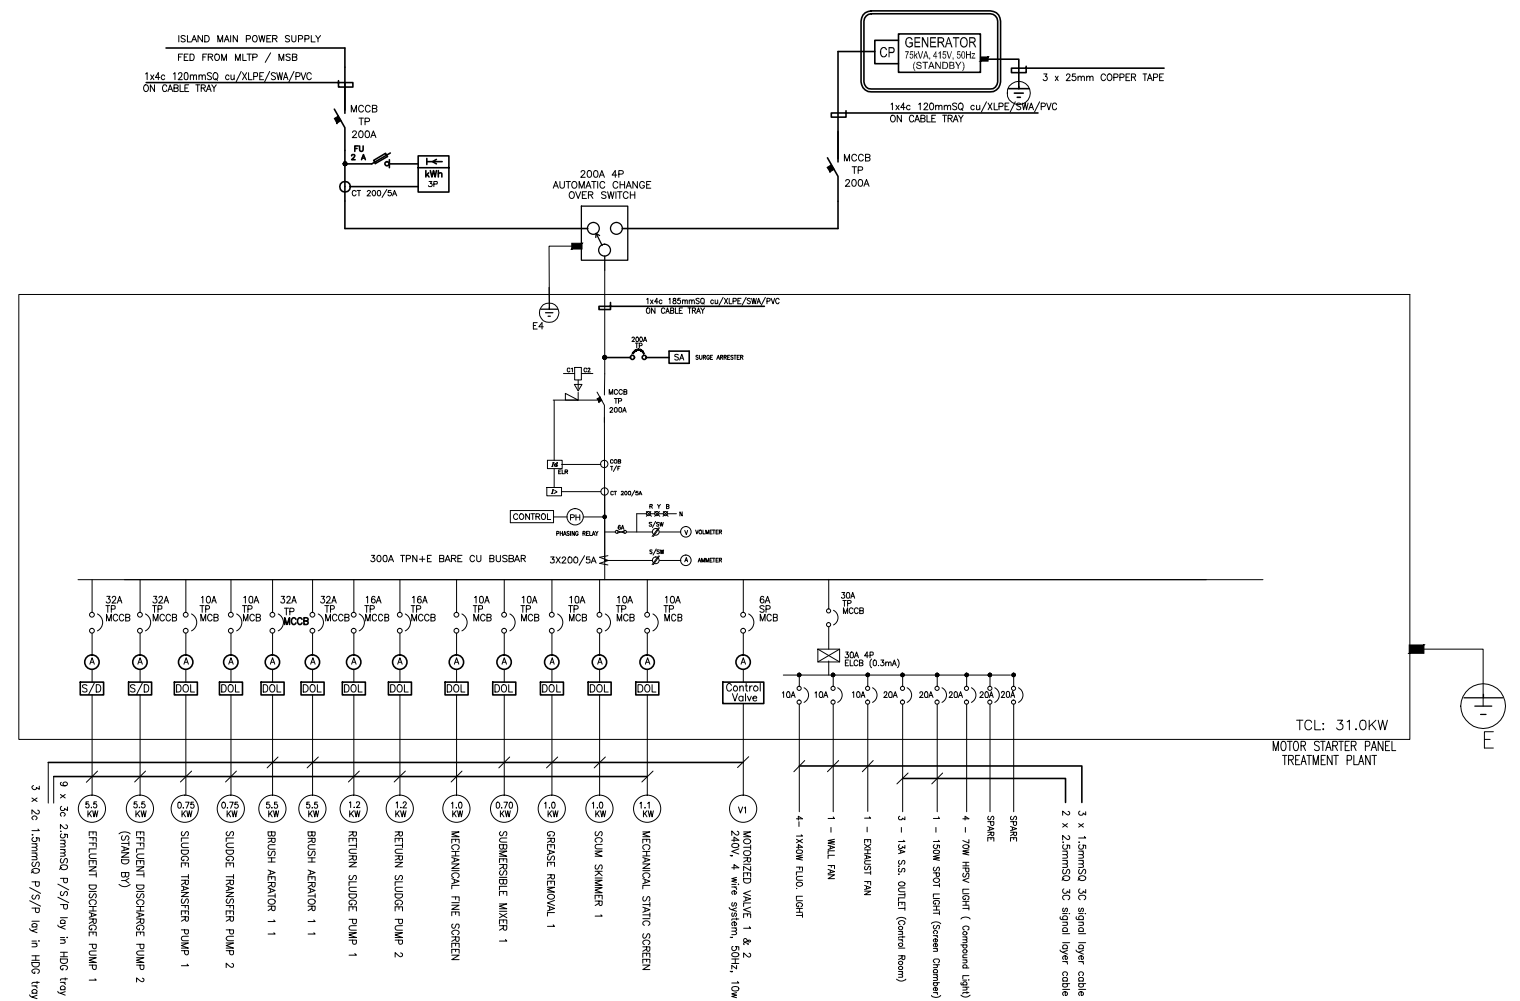 ISLAND MAIN POWER SUPPLY
FED FROM MLTP / MSB
1x4c 120mmSQ cu/XLPE/SWA/PVC
ON CABLE TRAY
MCCB
TP
200A
FU
2 A
kWh
3P
CT 200/5A
200A 4P
AUTOMATIC CHANGE
OVER SWITCH
CP
GENERATOR
75kVA, 415V, 50Hz
(STANDBY)
3 x 25mm COPPER TAPE
1x4c 120mmSQ cu/XLPE/SWA/PVC
ON CABLE TRAY
MCCB
TP
200A
E4
1x4c 185mmSQ cu/XLPE/SWA/PVC
ON CABLE TRAY
200A
TP
SA
SURGE ARRESTER
C1
C2
MCCB
TP
200A
ELR
COB
T/F
I>
CT 200/5A
CONTROL
PH
PHASING RELAY
R Y B
N
6A
S/SW
V
VOLMETER
300A TPN+E BARE CU BUSBAR
3X200/5A
S/SW
A
AMMETER
32A
TP
MCCB
32A
TP
MCCB
10A
TP
MCB
10A
TP
MCB
32A
TP
MCCB
32A
TP
MCCB
16A
TP
MCCB
16A
TP
MCCB
10A
TP
MCB
10A
TP
MCB
10A
TP
MCB
10A
TP
MCB
10A
TP
MCB
6A
SP
MCB
30A
TP
MCCB
30A 4P
ELCB (0.3mA)
A A A A A A A A A A A A A A
S/D S/D DOL DOL DOL DOL DOL DOL DOL DOL DOL DOL DOL
Control
Valve
10A 10A 10A 20A 20A 20A 20A 20A
TCL: 31.0KW
MOTOR STARTER PANEL
TREATMENT PLANT
E
5.5
KW
5.5
KW
0.75
KW
0.75
KW
5.5
KW
5.5
KW
1.2
KW
1.2
KW
1.0
KW
0.70
KW
1.0
KW
1.0
KW
1.1
KW
V1
3 x 2c 1.5mmSQ P/S/P lay in HDG tray
9 x 3c 2.5mmSQ P/S/P lay in HDG tray
EFFLUENT DISCHARGE PUMP 1
EFFLUENT DISCHARGE PUMP 2
(STAND BY)
SLUDGE TRANSFER PUMP 1
SLUDGE TRANSFER PUMP 2
BRUSH AERATOR 1 1
BRUSH AERATOR 1 1
RETURN SLUDGE PUMP 1
RETURN SLUDGE PUMP 2
MECHANICAL FINE SCREEN
SUBMERSIBLE MIXER 1
GREASE REMOVAL 1
SCUM SKIMMER 1
MECHANICAL STATIC SCREEN
MOTORIZED VALVE 1 & 2
240V, 4 wire system, 50Hz, 10w
4- 1X40W FLUO. LIGHT
1 - WALL FAN
1 - EXHAUST FAN
3 - 13A S.S. OUTLET (Control Room)
1 - 150W SPOT LIGHT (Screen Chamber)
4 - 70W HPSV LIGHT ( Compound Light)
SPARE
SPARE
2 x 2.5mmSQ 3C signal layer cable
3 x 1.5mmSQ 3C signal layer cable